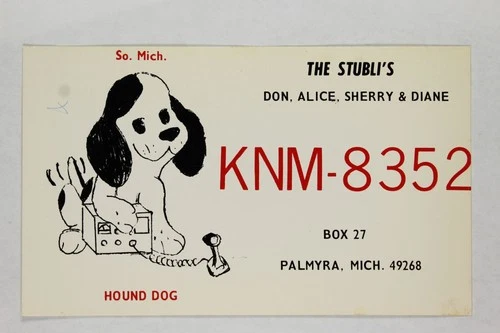 So. Mich.
THE STUBLI'S
DON, ALICE, SHERRY & DIANE
KNM-8352
BOX 27
PALMYRA, MICH. 49268
HOUND DOG